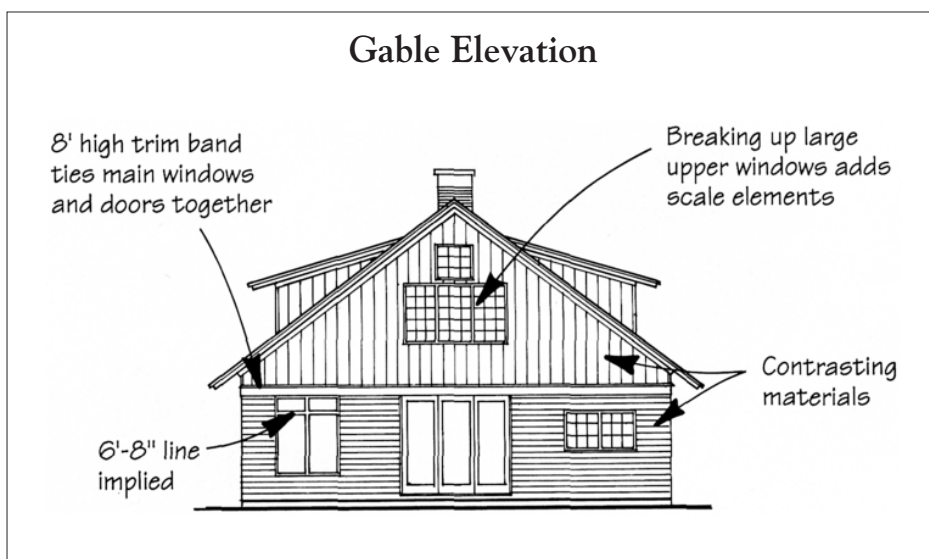 Gable Elevation
8' high trim band
ties main windows
and doors together
Breaking up large
upper windows adds
scale elements
Contrasting
materials
6'-8" line
implied